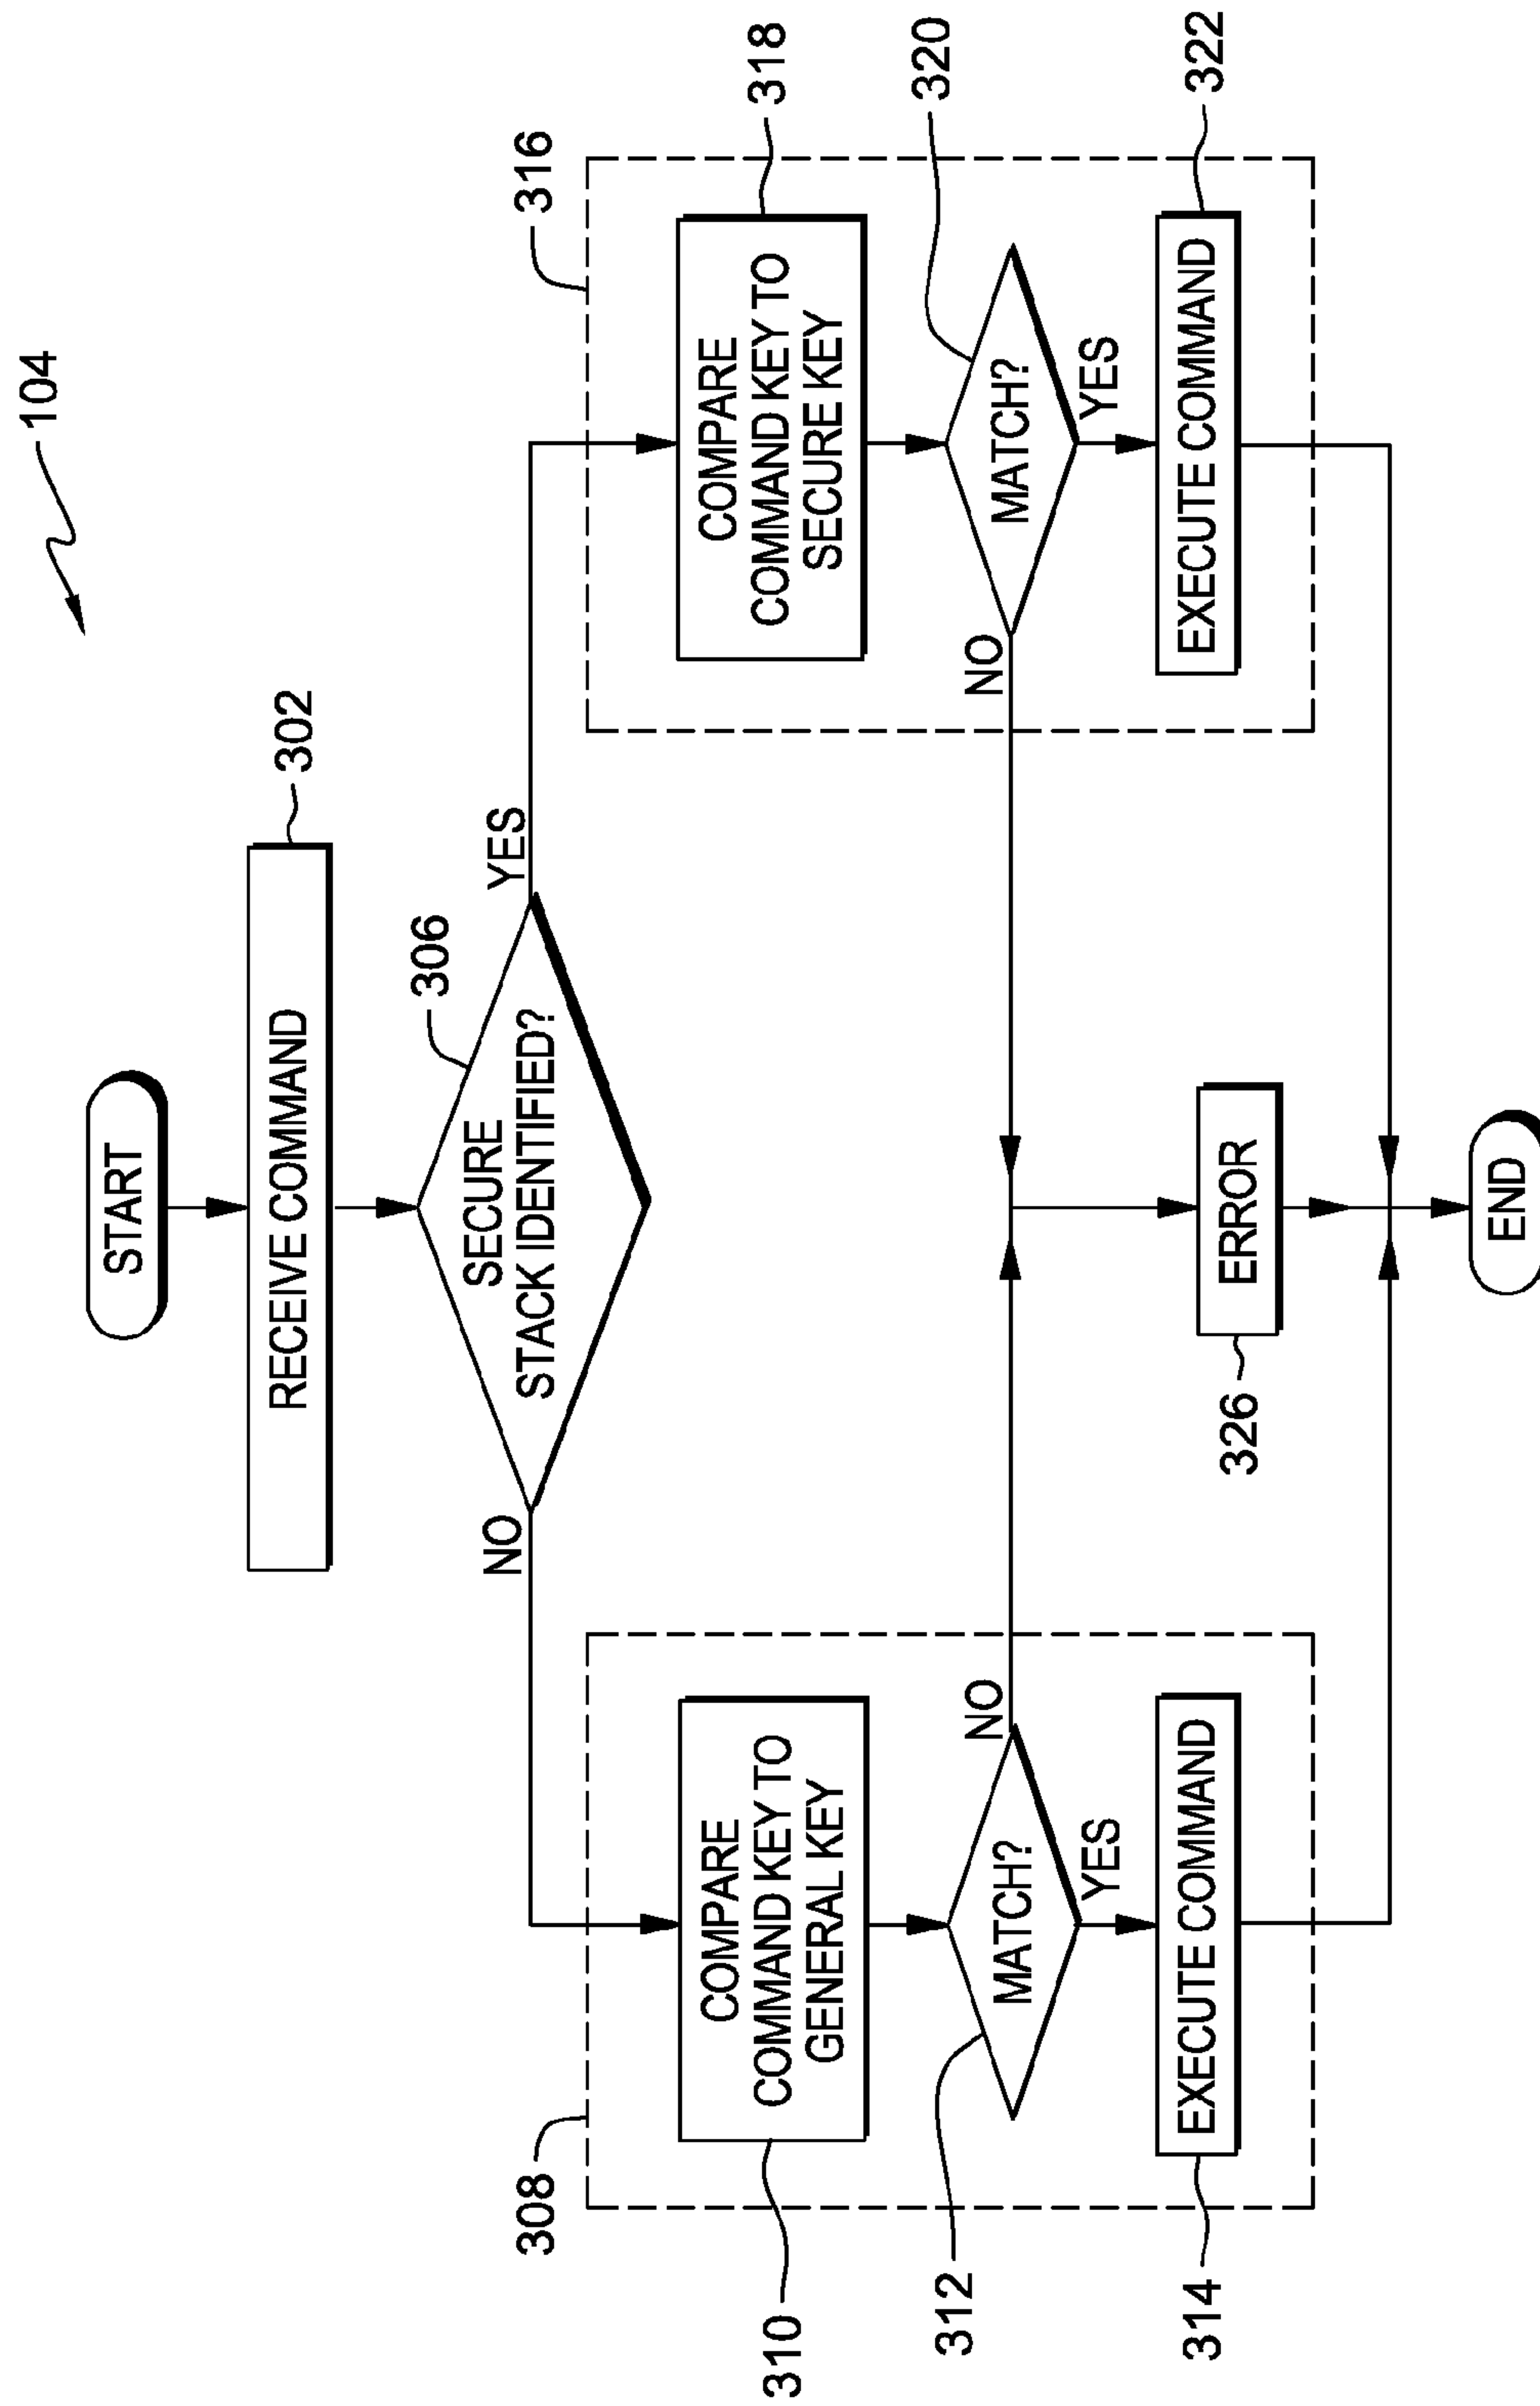 104
START
RECEIVE COMMAND
302
306
SECURE
STACK IDENTIFIED?
NO
YES
308
316
310
COMPARE
COMMAND KEY TO
GENERAL KEY
COMPARE
COMMAND KEY TO
SECURE KEY
318
312
MATCH?
NO
YES
NO
MATCH?
320
YES
314
EXECUTE COMMAND
326
ERROR
EXECUTE COMMAND
322
END